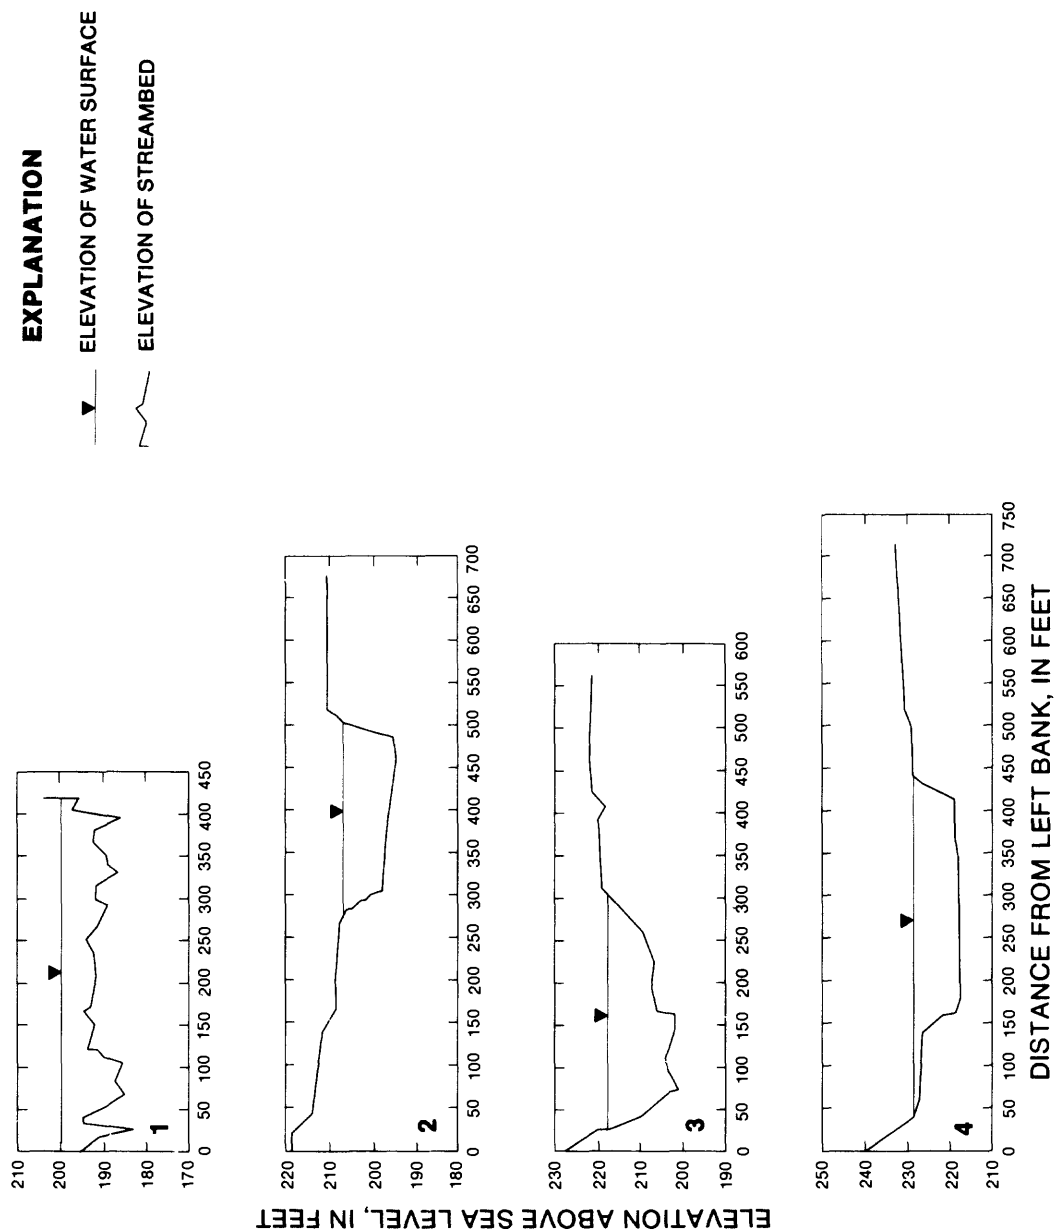 EXPLANATION
ELEVATION OF WATER SURFACE
ELEVATION OF STREAMBED
ELEVATION ABOVE SEA LEVEL, IN FEET
210
200
190
180
170
0 50 100 150 200 250 300 350 400 450
1
220
210
200
190
180
0 50 100 150 200 250 300 350 400 450 500 550 600 650 700
2
230
220
210
200
190
0 50 100 150 200 250 300 350 400 450 500 550 600
3
250
240
230
220
210
0 50 100 150 200 250 300 350 400 450 500 550 600 650 700 750
4
DISTANCE FROM LEFT BANK, IN FEET